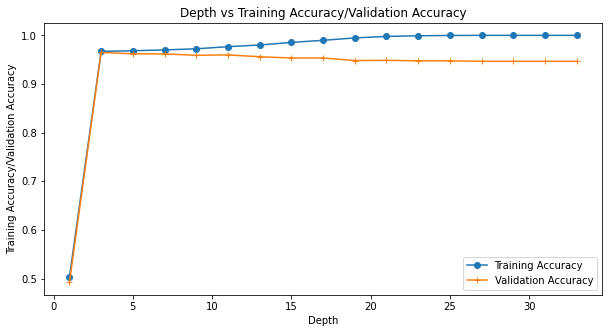 Depth vs Training Accuracy/Validation Accuracy
Training Accuracy/Validation Accuracy
1.0
0.9
0.8
0.7
0.6
0.5
0
5
10
15
20
25
30
Depth
Training Accuracy
Validation Accuracy